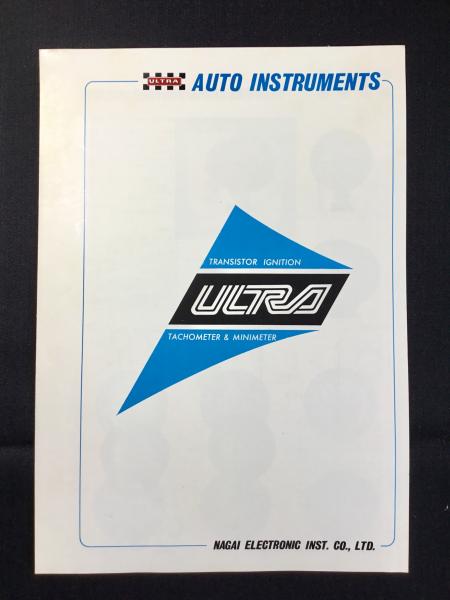 ULTRA AUTO INSTRUMENTS
TRANSISTOR IGNITION
ULTRA
TACHOMETER & MINIMETER
NAGAI ELECTRONIC INST. CO., LTD.